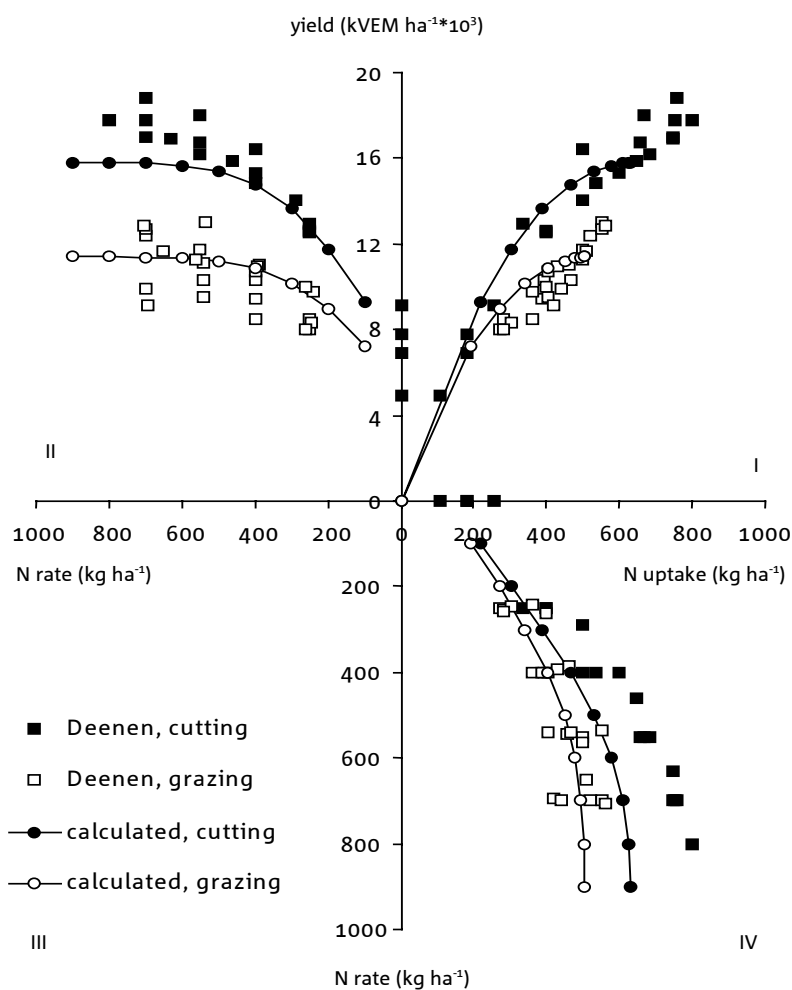 yield (kVEM ha⁻¹*10³)
20
16
12
8
4
II
I
0
1000 800 600 400 200 0 200 400 600 800 1000
N rate (kg ha⁻¹)
N uptake (kg ha⁻¹)
200
400
600
800
1000
Deenen, cutting
Deenen, grazing
calculated, cutting
calculated, grazing
III
IV
N rate (kg ha⁻¹)